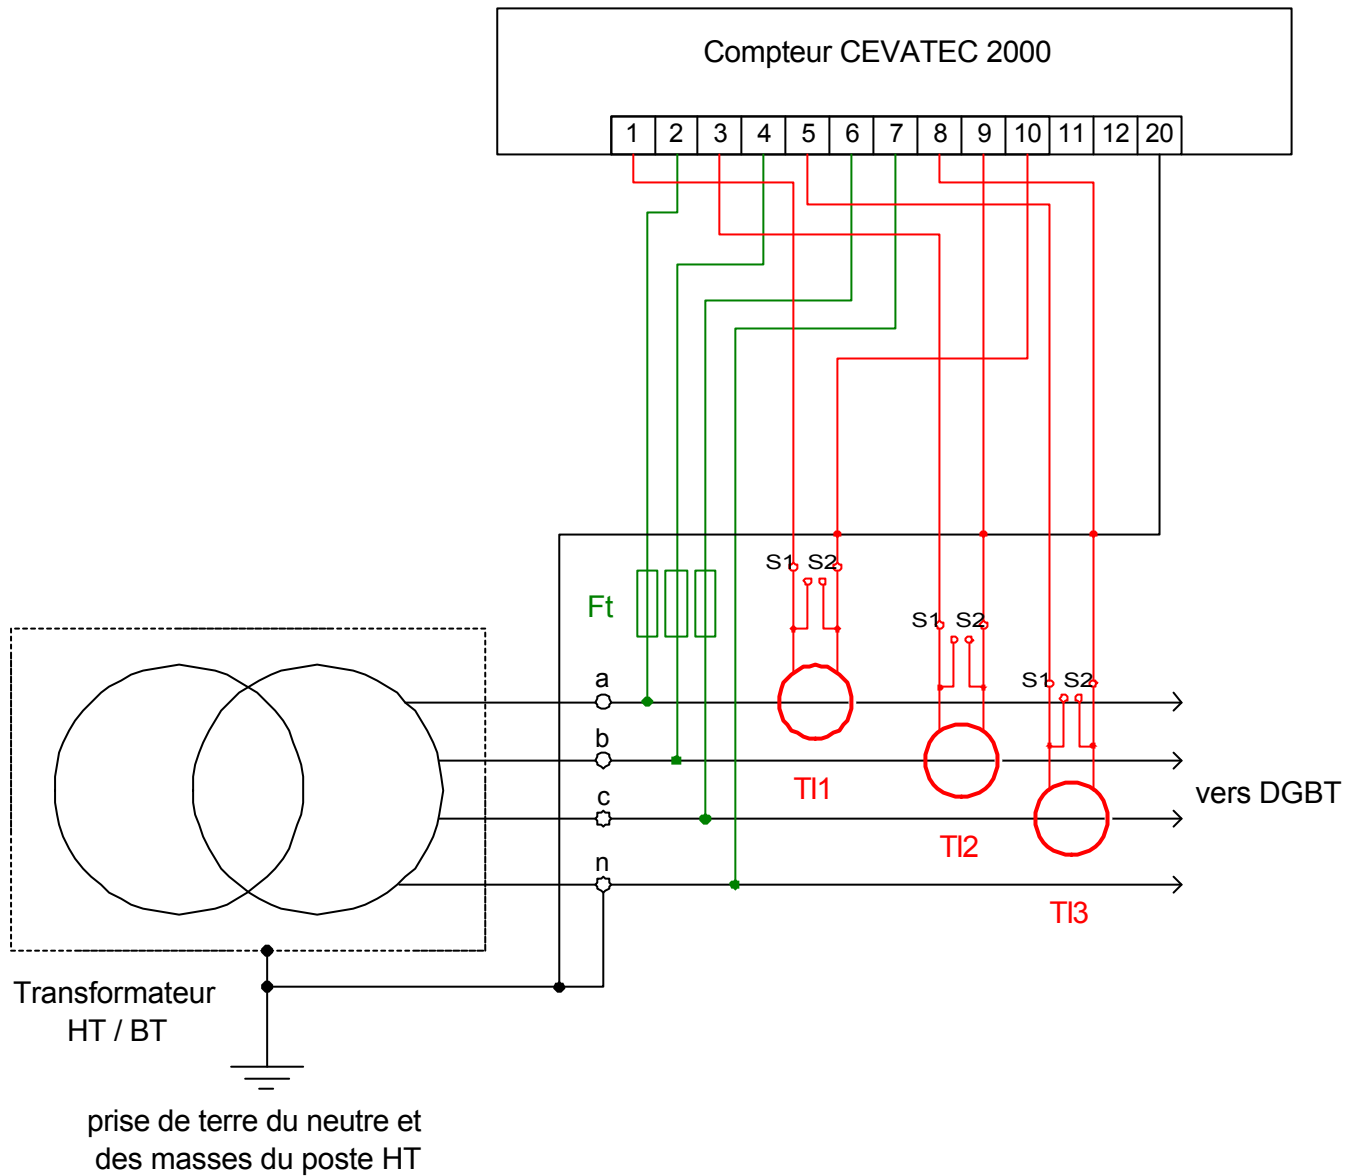 Compteur CEVATEC 2000
1 2 3 4 5 6 7 8 9 10 11 12 20
S1 S2
Ft
S1 S2
S1 S2
a
b
c
n
TI1
TI2
TI3
vers DGBT
Transformateur
HT / BT
prise de terre du neutre et
des masses du poste HT